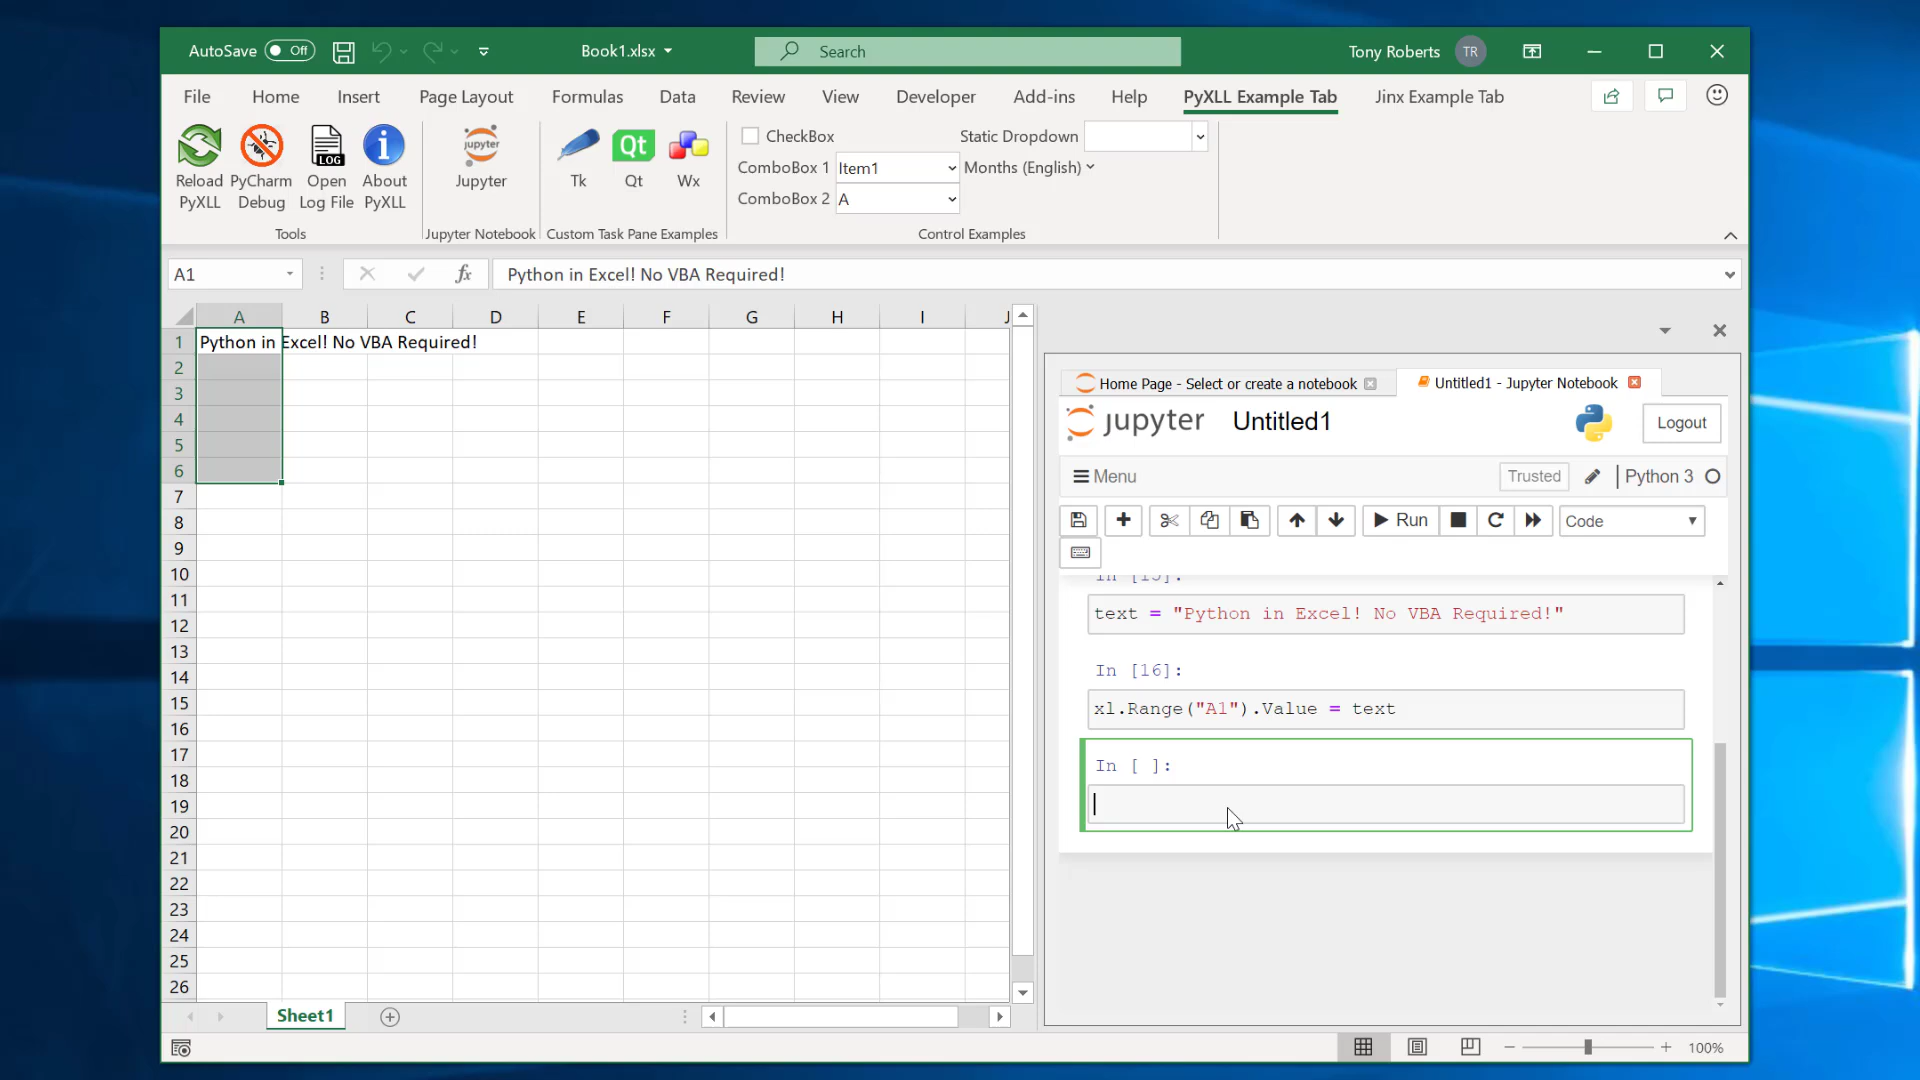 AutoSave Off Book1.xlsx Search Tony Roberts TR
File Home Insert Page Layout Formulas Data Review View Developer Add-ins Help PyXLL Example Tab Jinx Example Tab
Reload PyXLL
PyCharm Debug
LOG
Open Log File
About PyXLL
Tools
jupyter
Jupyter
Jupyter Notebook
Tk
Qt
Qt
Wx
Custom Task Pane Examples
CheckBox
ComboBox 1 Item1
ComboBox 2 A
Static Dropdown
Months (English)
Control Examples
A1 fx Python in Excel! No VBA Required!
A B C D E F G H I J
1 Python in Excel! No VBA Required!
2
3
4
5
6
7
8
9
10
11
12
13
14
15
16
17
18
19
20
21
22
23
24
25
26
Sheet1
Home Page - Select or create a notebook
Untitled1 - Jupyter Notebook
jupyter Untitled1 Logout
Menu Trusted Python 3
Run Code
In [15]:
text = "Python in Excel! No VBA Required!"
In [16]:
xl.Range("A1").Value = text
In [ ]:
100%